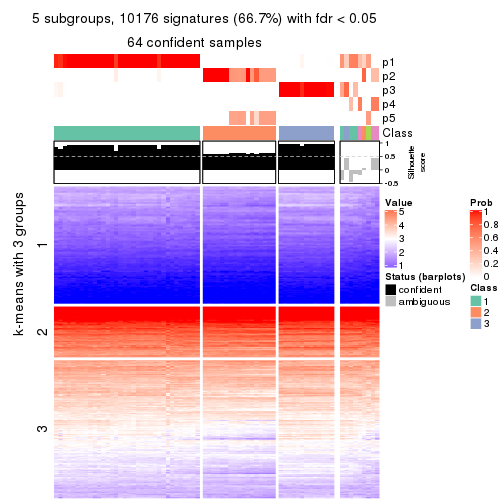 5 subgroups, 10176 signatures (66.7%) with fdr < 0.05
64 confident samples
p1
p2
p3
p4
p5
Class
1
0.5
0
-0.5
Silhouette
score
k-means with 3 groups
1
2
3
Value
5
4
3
2
1
Status (barplots)
confident
ambiguous
Prob
1
0.8
0.6
0.4
0.2
0
Class
1
2
3